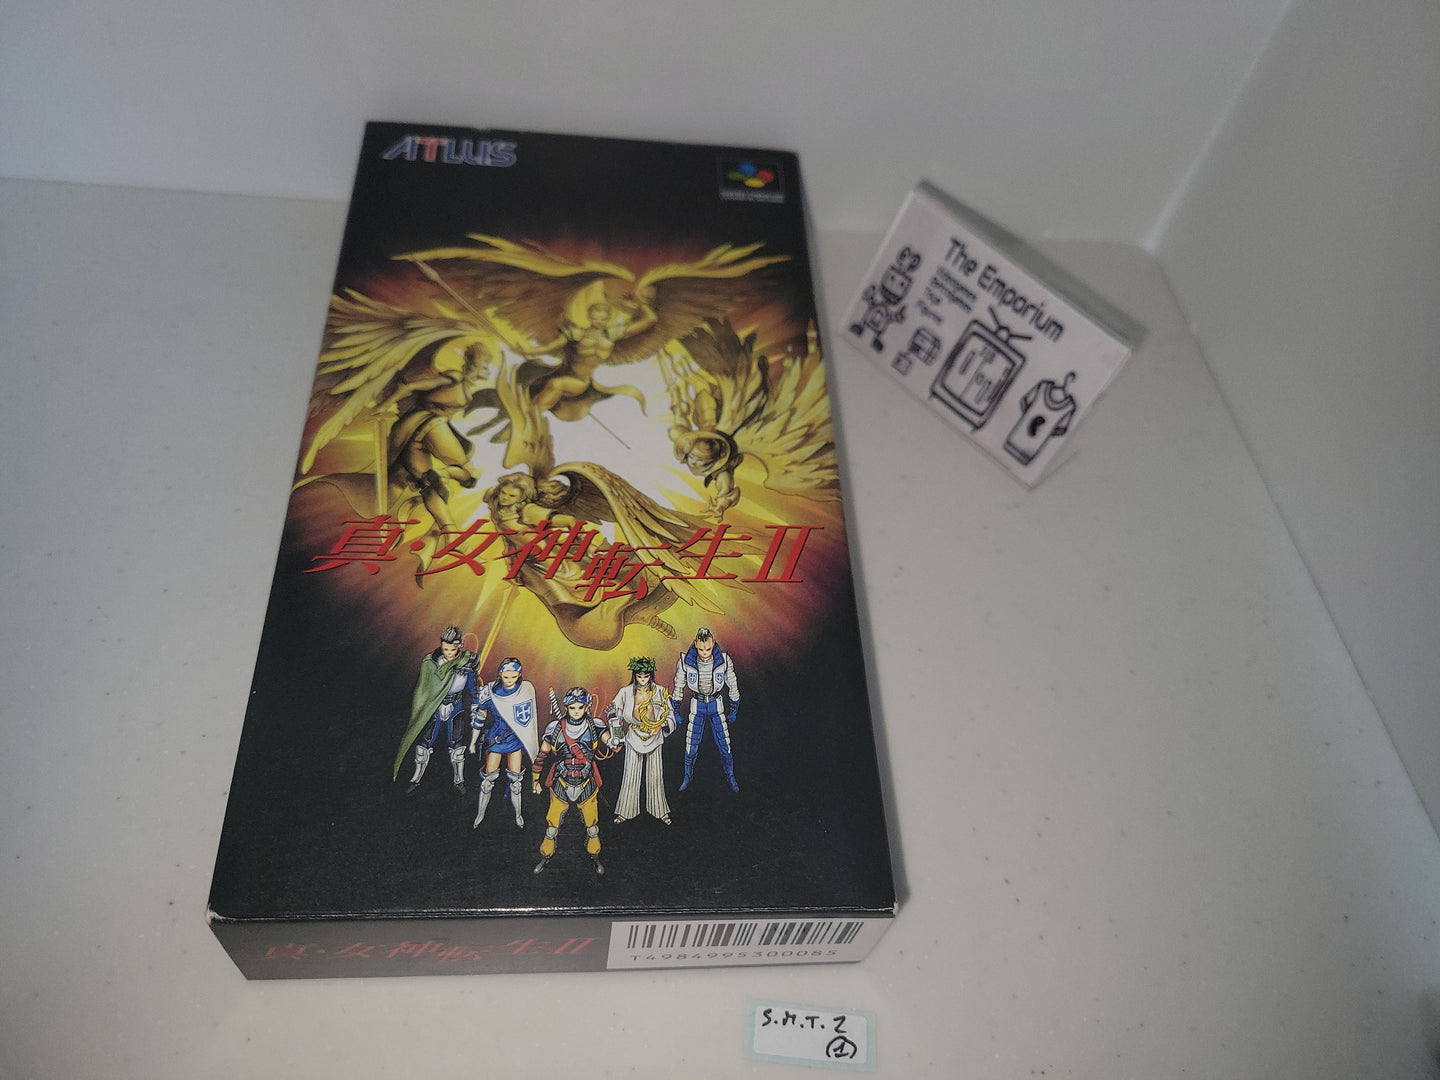 ATLUS
真・女神転生II
真・女神転生II
T4984995300085
The Emporium
S.M.T. 2
(1)